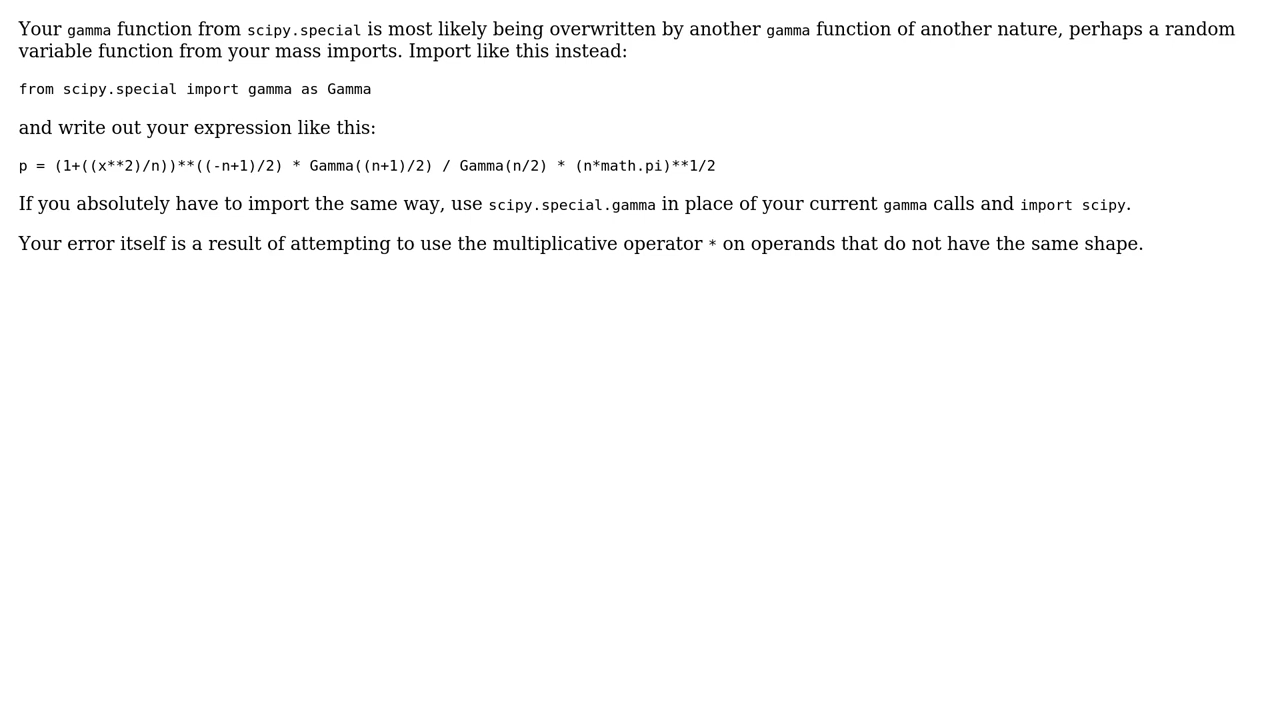 Your gamma function from scipy.special is most likely being overwritten by another gamma function of another nature, perhaps a random
variable function from your mass imports. Import like this instead:
from scipy.special import gamma as Gamma
and write out your expression like this:
p = (1+((x**2)/n))**((-n+1)/2) * Gamma((n+1)/2) / Gamma(n/2) * (n*math.pi)**1/2
If you absolutely have to import the same way, use scipy.special.gamma in place of your current gamma calls and import scipy.
Your error itself is a result of attempting to use the multiplicative operator * on operands that do not have the same shape.